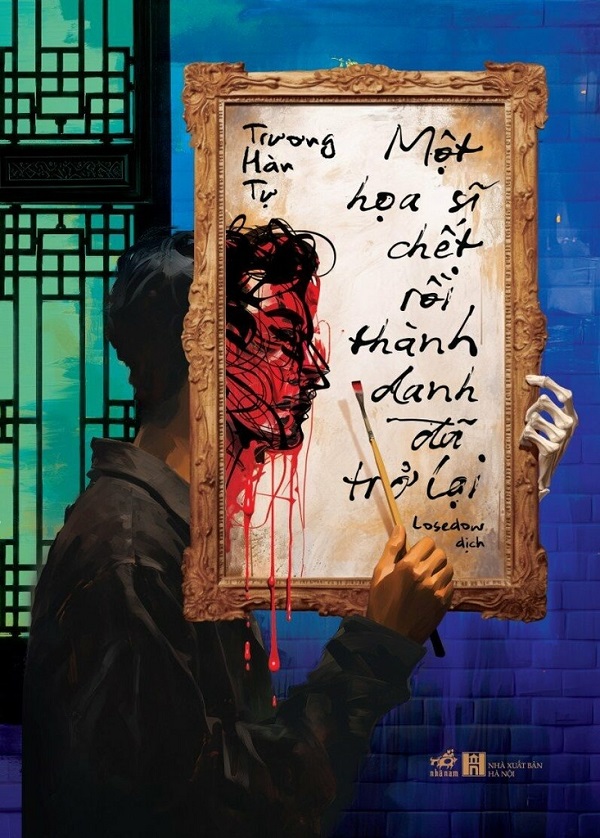 Trương
Hàn
Tự
Một
họa sĩ
chết
rồi
thành
danh
đã
trở lại
Losedow
dịch
nhã nam
NHÀ XUẤT BẢN
HÀ NỘI